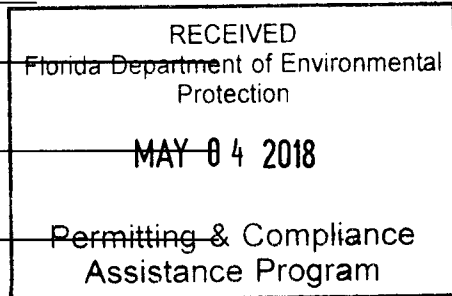 RECEIVED
Florida Department of Environmental
Protection
MAY 04 2018
Permitting & Compliance
Assistance Program